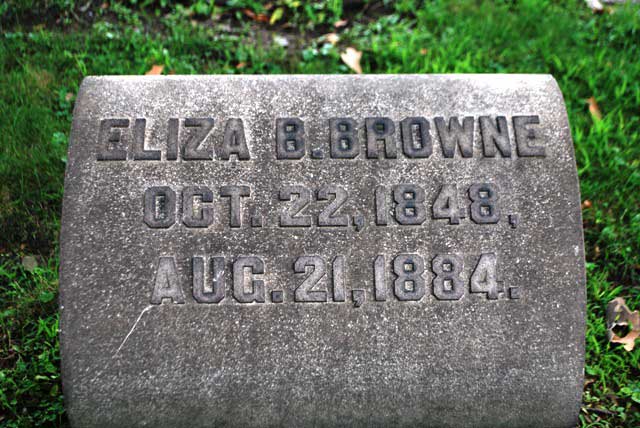 ELIZA B. BROWNE
OCT. 22, 1848,
AUG. 21, 1884.